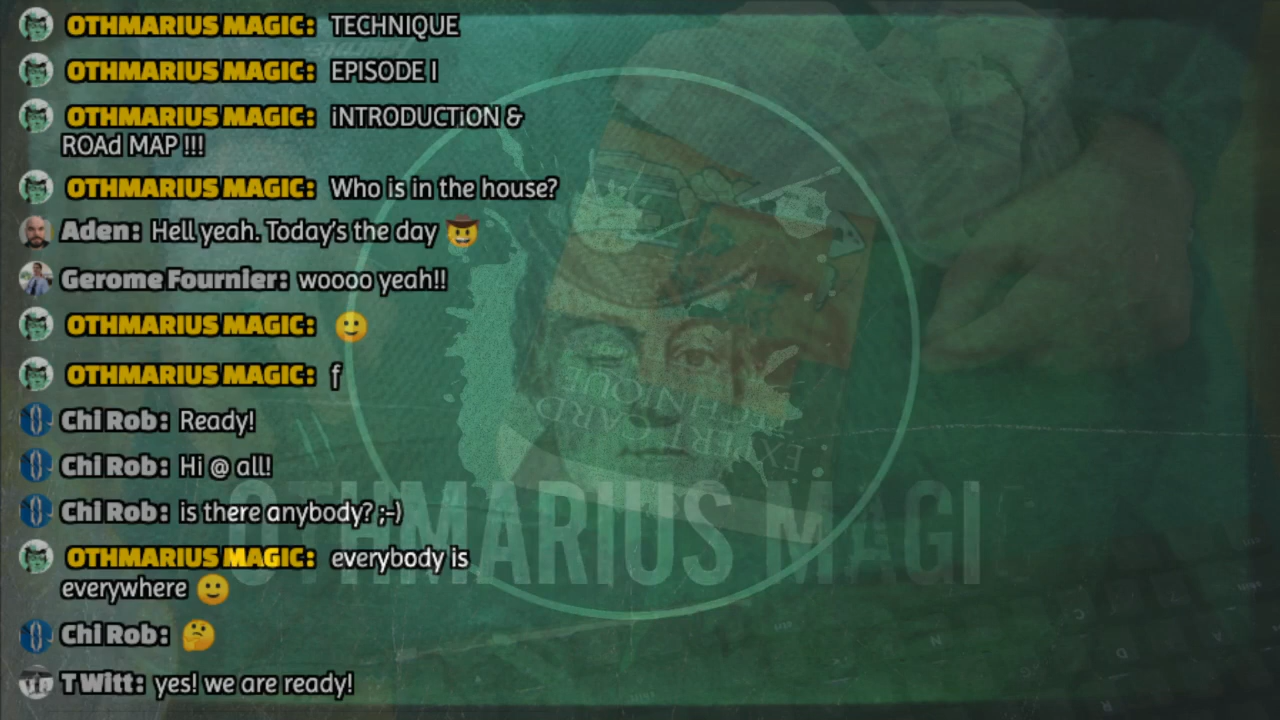 OTHMARIUS MAGIC: TECHNIQUE
OTHMARIUS MAGIC: EPISODE I
OTHMARIUS MAGIC: iNTRODUCTiON &
ROAd MAP !!!
OTHMARIUS MAGIC: Who is in the house?
Aden: Hell yeah. Today's the day 🤠
Gerome Fournier: woooo yeah!!
OTHMARIUS MAGIC: 🙂
OTHMARIUS MAGIC: f
Chi Rob: Ready!
Chi Rob: Hi @ all!
Chi Rob: is there anybody? ;-)
OTHMARIUS MAGIC: everybody is
everywhere 🙂
Chi Rob: 🤔
T Witt: yes! we are ready!
EXPERT CARD
TECHNIQUE
OTHMARIUS MAGI